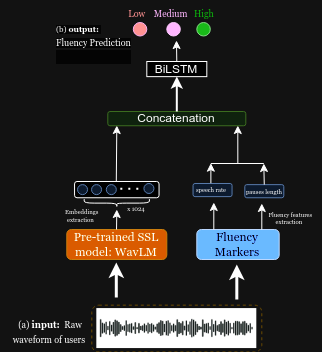 Low Medium High
(b) output:
Fluency Prediction
BiLSTM
Concatenation
speech rate
pauses length
Embeddings
extraction
x 1024
Fluency features
extraction
Pre-trained SSL
model: WavLM
Fluency
Markers
(a) input: Raw
waveform of users